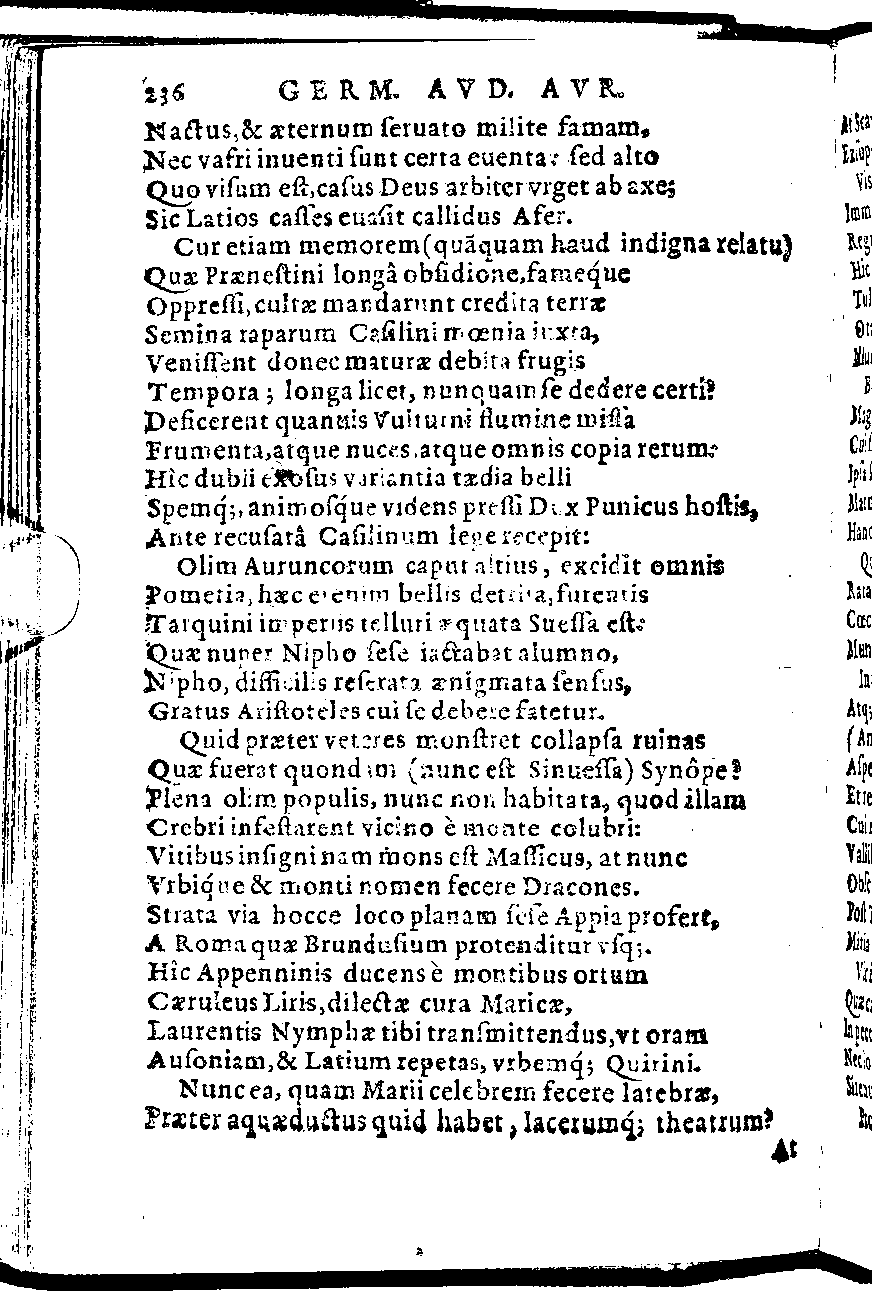 236 GERM. AVD. AVR.
Nactus,& æternum ſeruato milite famam,
Nec vafri inuenti ſunt certa euenta: ſed alto
Quo viſum eſt,caſus Deus arbiter vrget ab axe;
Sic Latios caſſes euaſit callidus Afer.
Cur etiam memorem(quãquam haud indigna relatu)
Quæ Præneſtini longâ obſidione,fameq́ue
Oppreſſi,cultæ mandarunt credita terræ
Semina raparum Caſilini mœnia iuxta,
Veniſſent donec maturæ debita frugis
Tempora ; longa licet, nunquam ſe dedere certi?
Deficerent quamuis Vulturni flumine miſſa
Frumenta,atque nuces,atque omnis copia rerum:
Hîc dubii exoſus variantia tædia belli
Spemq́;, animoſq́ue videns preſſi Dux Punicus hoſtis,
Ante recuſatâ Caſilinum lege recepit:
Olim Auruncorum caput altius, excidit omnis
Pometia, hæc etenim bellis detrita,furentis
Tarquini imperiis telluri æquata Sueſſa eſt:
Quæ nuper Nipho ſeſe iactabat alumno,
Nipho, difficilis reſerata ænigmata ſenſus,
Gratus Ariſtoteles cui ſe debere fatetur.
Quid præter veteres monſtret collapſa ruinas
Quæ fuerat quondam (nunc eſt Sinueſſa) Synôpe?
Plena olim populis, nunc non habitata, quod illam
Crebri infeſtarent vicino è monte colubri:
Vitibus inſigni nam mons eſt Maſſicus, at nunc
Vrbiq́ue & monti nomen fecere Dracones.
Strata via hocce loco planam ſeſe Appia profert,
A Roma quæ Brunduſium protenditur vſq;.
Hîc Appenninis ducens è montibus ortum
Cæruleus Liris,dilectæ cura Maricæ,
Laurentis Nymphæ tibi tranſmittendus,vt oram
Auſoniam,& Latium repetas, vrbemq́; Quirini.
Nunc ea, quam Marii celebrem fecere latebræ,
Præter aquæductus quid habet, lacerumq́; theatrum?
At